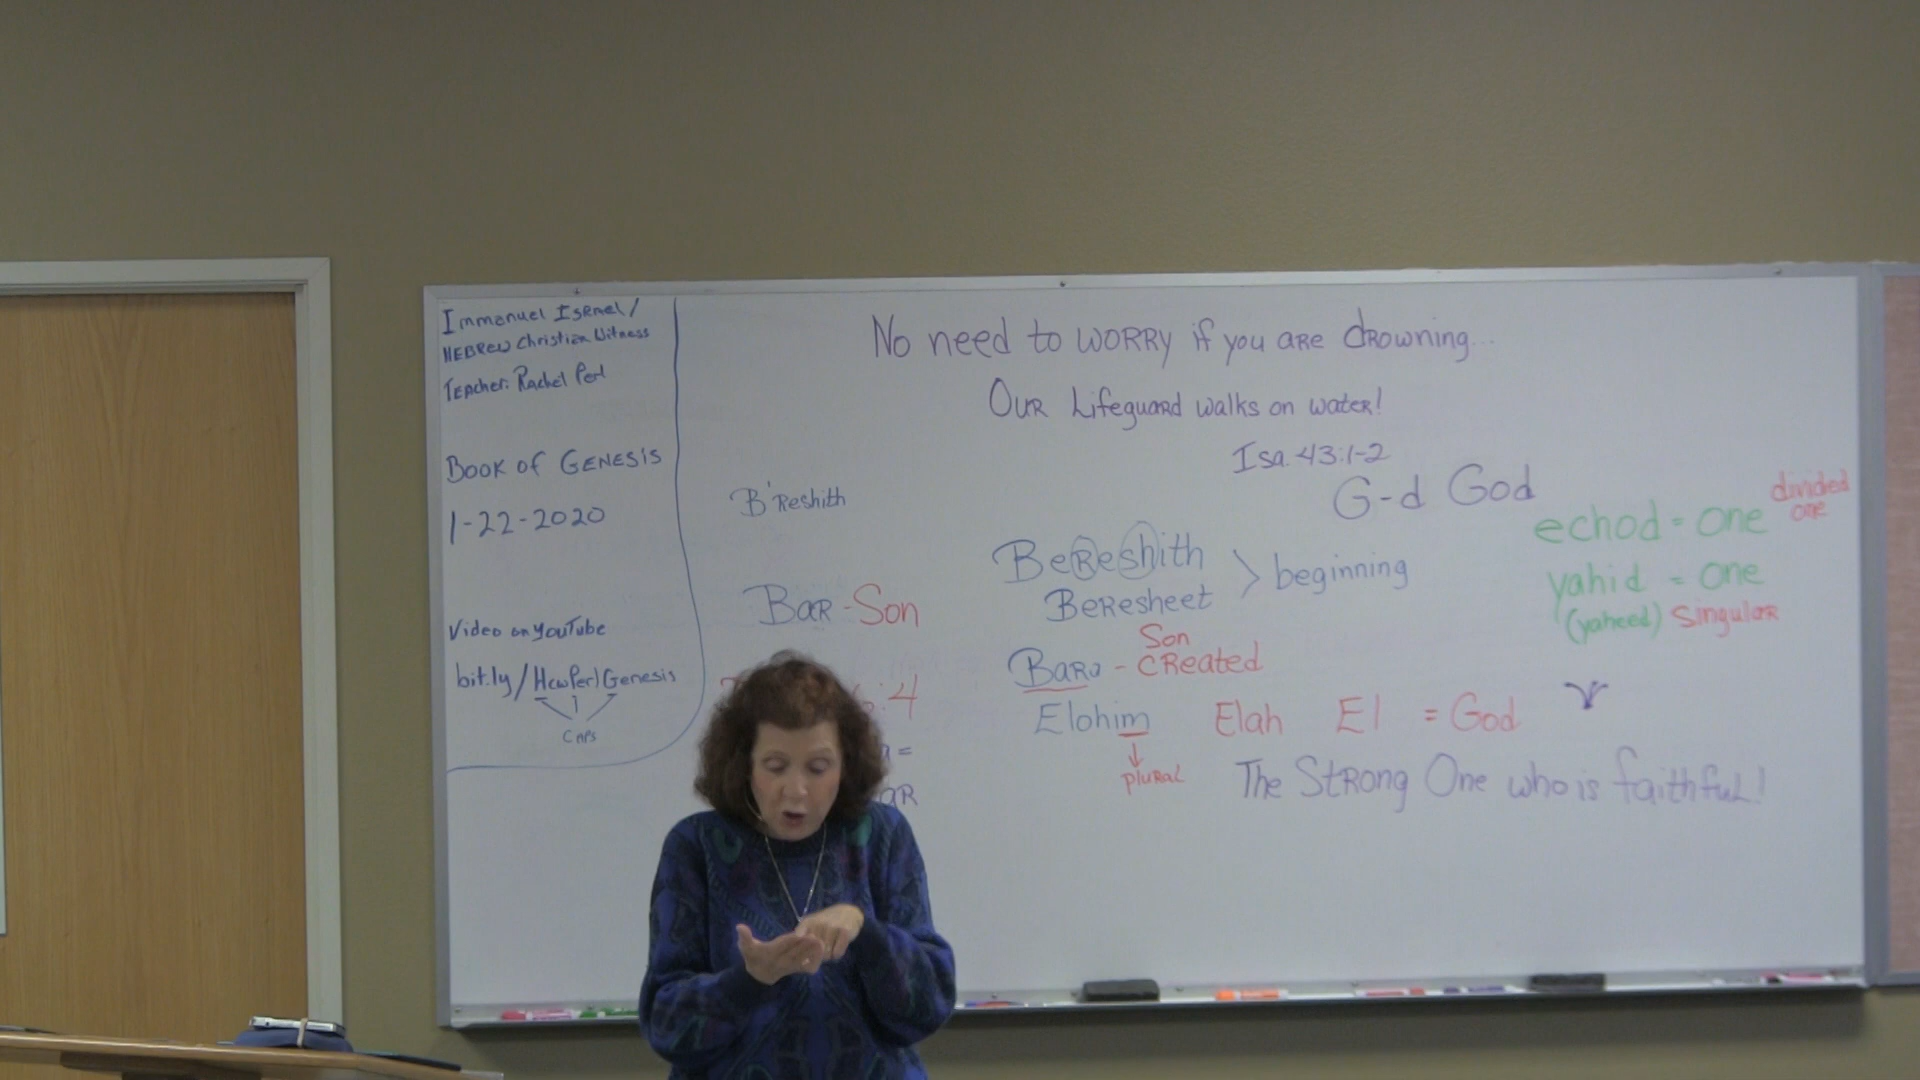 Immanuel Israel/
HEBREW Christian Witness
Teacher: Rachel Perl
BOOK of GENESIS
1-22-2020
Video on YouTube
bit.ly/HcwPerlGenesis
CAPS
No need to WORRY if you ARE drowning...
OUR Lifeguard walks on water!
Isa. 43:1-2
G-d God
B'Reshith
BeReshith
BeResheet
> beginning
echod = one
divided
one
yahid = one
(yaheed) Singular
BAR - Son
Son
Bara - CReated
:4
Elohim Elah El = God
plural
=
AR
The StRong One who is faithful!